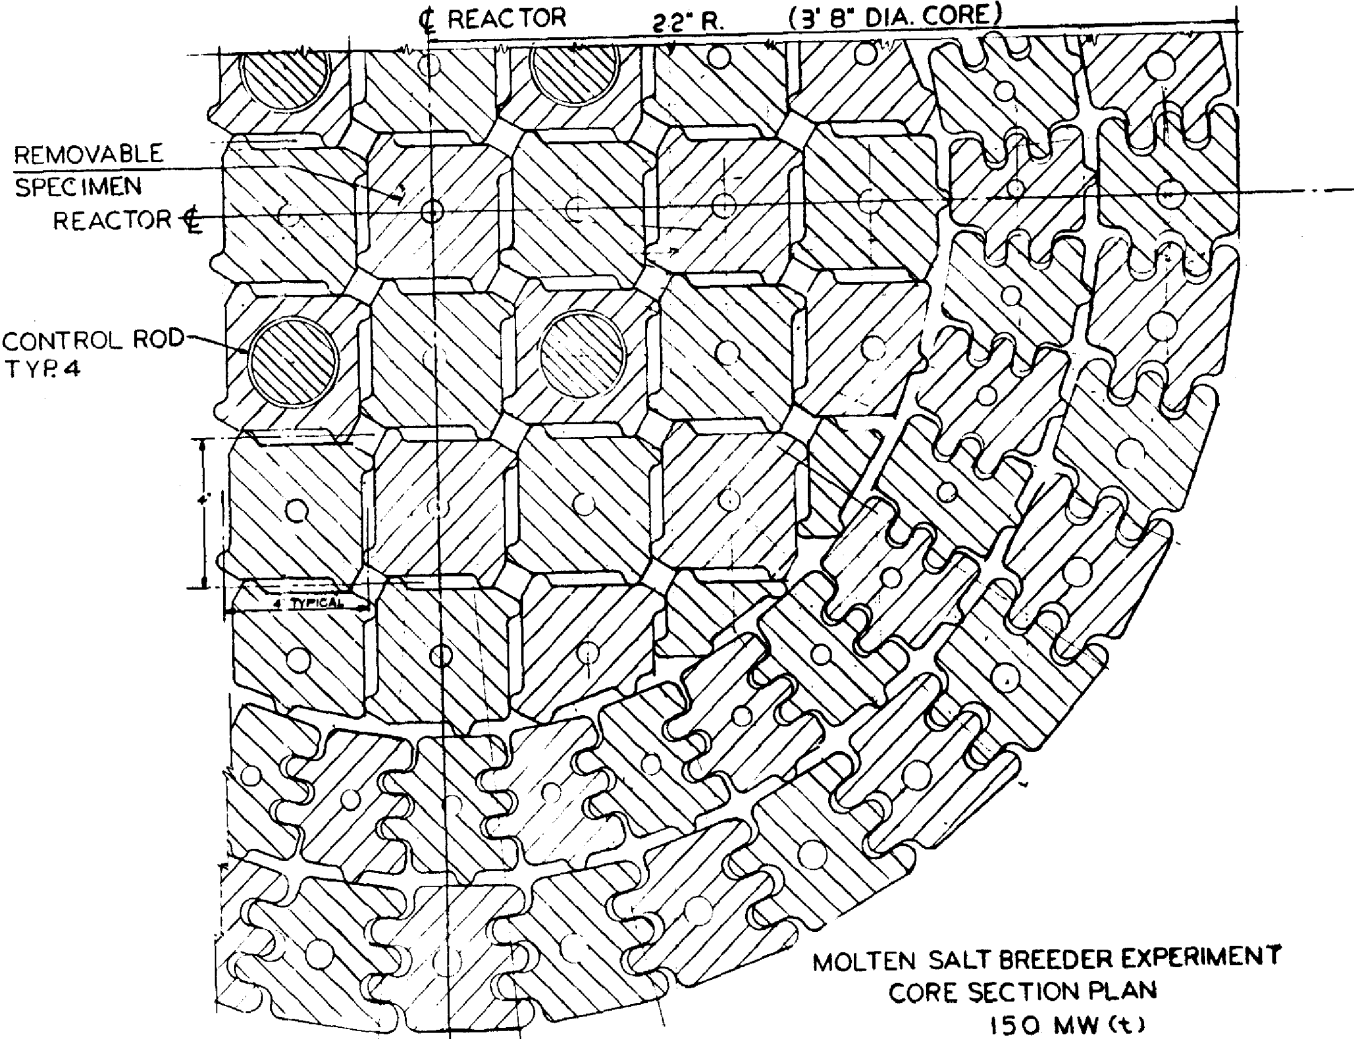 ℄ REACTOR 22" R. (3' 8" DIA. CORE)
REMOVABLE
SPECIMEN
REACTOR ℄
CONTROL ROD
TYP. 4
4"
4" TYPICAL
MOLTEN SALT BREEDER EXPERIMENT
CORE SECTION PLAN
150 MW (t)